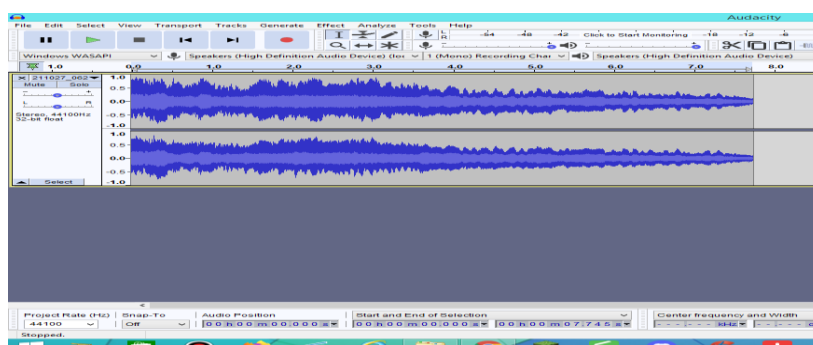 Audacity
File Edit Select View Transport Tracks Generate Effect Analyze Tools Help
L R -54 -48 -42 Click to Start Monitoring -18 -12 -6
Windows WASAPI Speakers (High Definition Audio Device) (loc 1 (Mono) Recording Char Speakers (High Definition Audio Device)
1.0 0.0 1.0 2.0 3.0 4.0 5.0 6.0 7.0 8.0
× 211027_062 1.0
Mute Solo 0.5
- +
L R 0.0
Stereo, 44100Hz -0.5
32-bit float -1.0
1.0
0.5
0.0
-0.5
Select -1.0
Project Rate (Hz) Snap-To Audio Position Start and End of Selection Center frequency and Width
44100 Off 00 h 00 m 00.000 s 00 h 00 m 00.000 s 00 h 00 m 07.745 s kHz
Stopped.